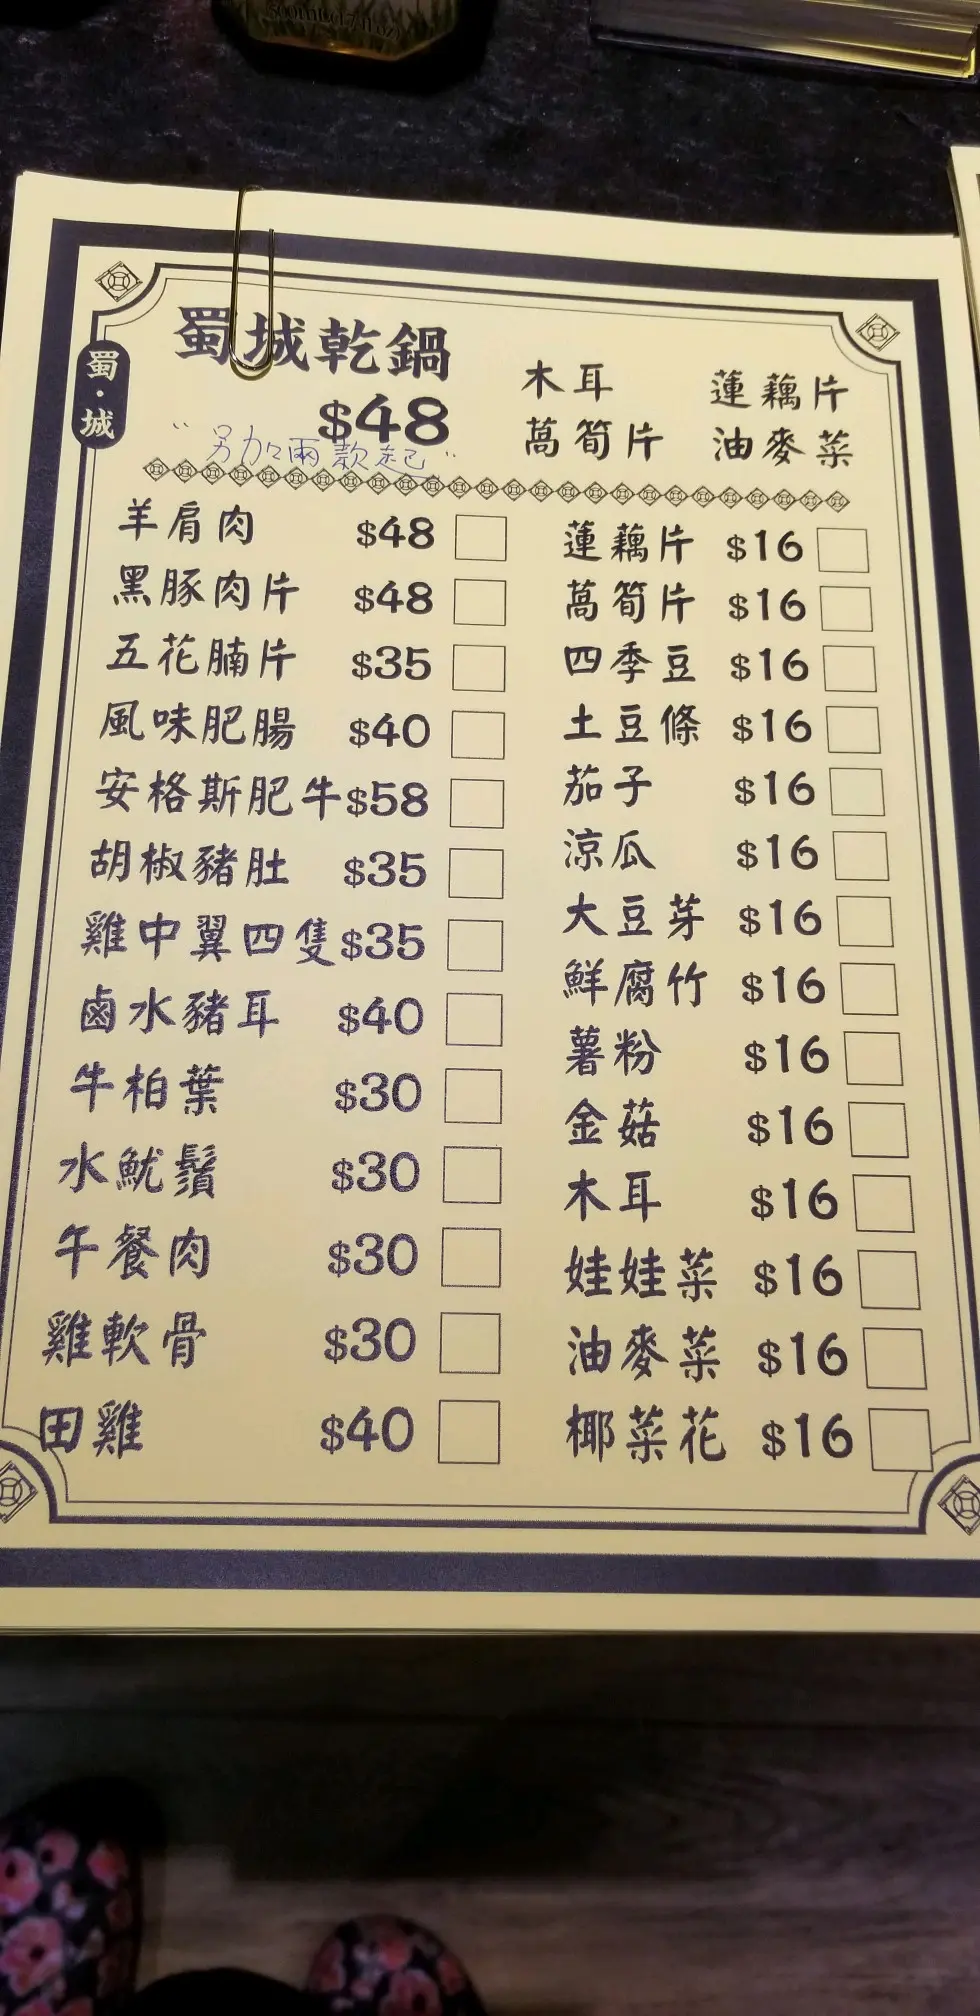 500ml (17 fl oz)
蜀·城
蜀城乾鍋
$48
"另加兩款起"
木耳 蓮藕片
萵筍片 油麥菜
羊肩肉 $48
黑豚肉片 $48
五花腩片 $35
風味肥腸 $40
安格斯肥牛 $58
胡椒豬肚 $35
雞中翼四隻 $35
鹵水豬耳 $40
牛柏葉 $30
水魷鬚 $30
午餐肉 $30
雞軟骨 $30
田雞 $40
蓮藕片 $16
萵筍片 $16
四季豆 $16
土豆條 $16
茄子 $16
涼瓜 $16
大豆芽 $16
鮮腐竹 $16
薯粉 $16
金菇 $16
木耳 $16
娃娃菜 $16
油麥菜 $16
椰菜花 $16